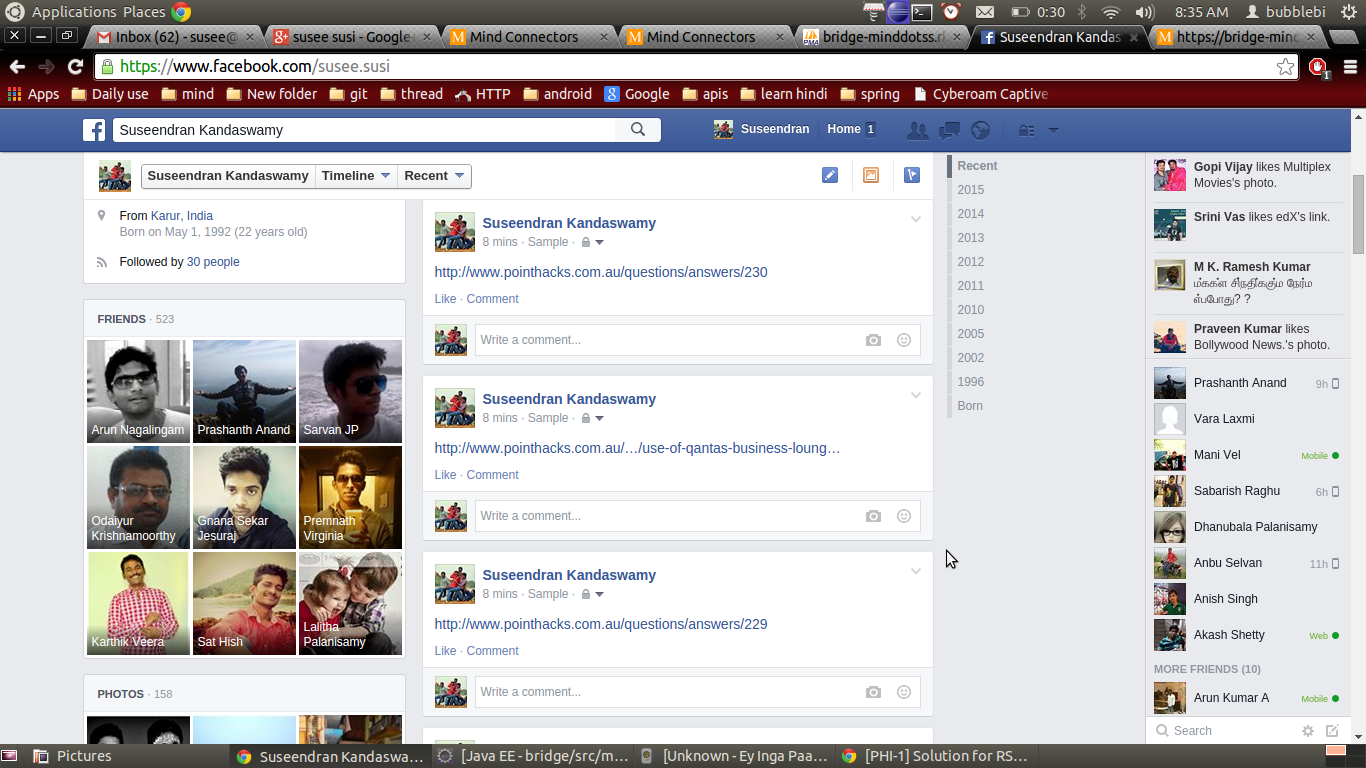 Applications Places 0:30 8:35 AM bubblebi
Inbox (62) - susee@ susee susi - Google Mind Connectors Mind Connectors bridge-minddotss.rh Suseendran Kandas https://bridge-mind
https://www.facebook.com/susee.susi
Apps Daily use mind New folder git thread HTTP android Google apis learn hindi spring Cyberoam Captive
Suseendran Kandaswamy Suseendran Home 1
Suseendran Kandaswamy Timeline Recent
From Karur, India
Born on May 1, 1992 (22 years old)
Followed by 30 people
FRIENDS · 523
Arun Nagalingam Prashanth Anand Sarvan JP
Odaiyur Krishnamoorthy Gnana Sekar Jesuraj Premnath Virginia
Karthik Veera Sat Hish Lalitha Palanisamy
PHOTOS · 158
Suseendran Kandaswamy
8 mins · Sample ·
http://www.pointhacks.com.au/questions/answers/230
Like · Comment
Write a comment...
Suseendran Kandaswamy
8 mins · Sample ·
http://www.pointhacks.com.au/…/use-of-qantas-business-loung…
Like · Comment
Write a comment...
Suseendran Kandaswamy
8 mins · Sample ·
http://www.pointhacks.com.au/questions/answers/229
Like · Comment
Write a comment...
Recent
2015
2014
2013
2012
2011
2010
2005
2002
1996
Born
Gopi Vijay likes Multiplex
Movies's photo.
Srini Vas likes edX's link.
M K. Ramesh Kumar
Praveen Kumar likes
Bollywood News.'s photo.
Prashanth Anand 9h
Vara Laxmi
Mani Vel Mobile
Sabarish Raghu 6h
Dhanubala Palanisamy
Anbu Selvan 11h
Anish Singh
Akash Shetty Web
MORE FRIENDS (10)
Arun Kumar A Mobile
Search
Pictures Suseendran Kandaswa... [Java EE - bridge/src/m... [Unknown - Ey Inga Paa... [PHI-1] Solution for RS...